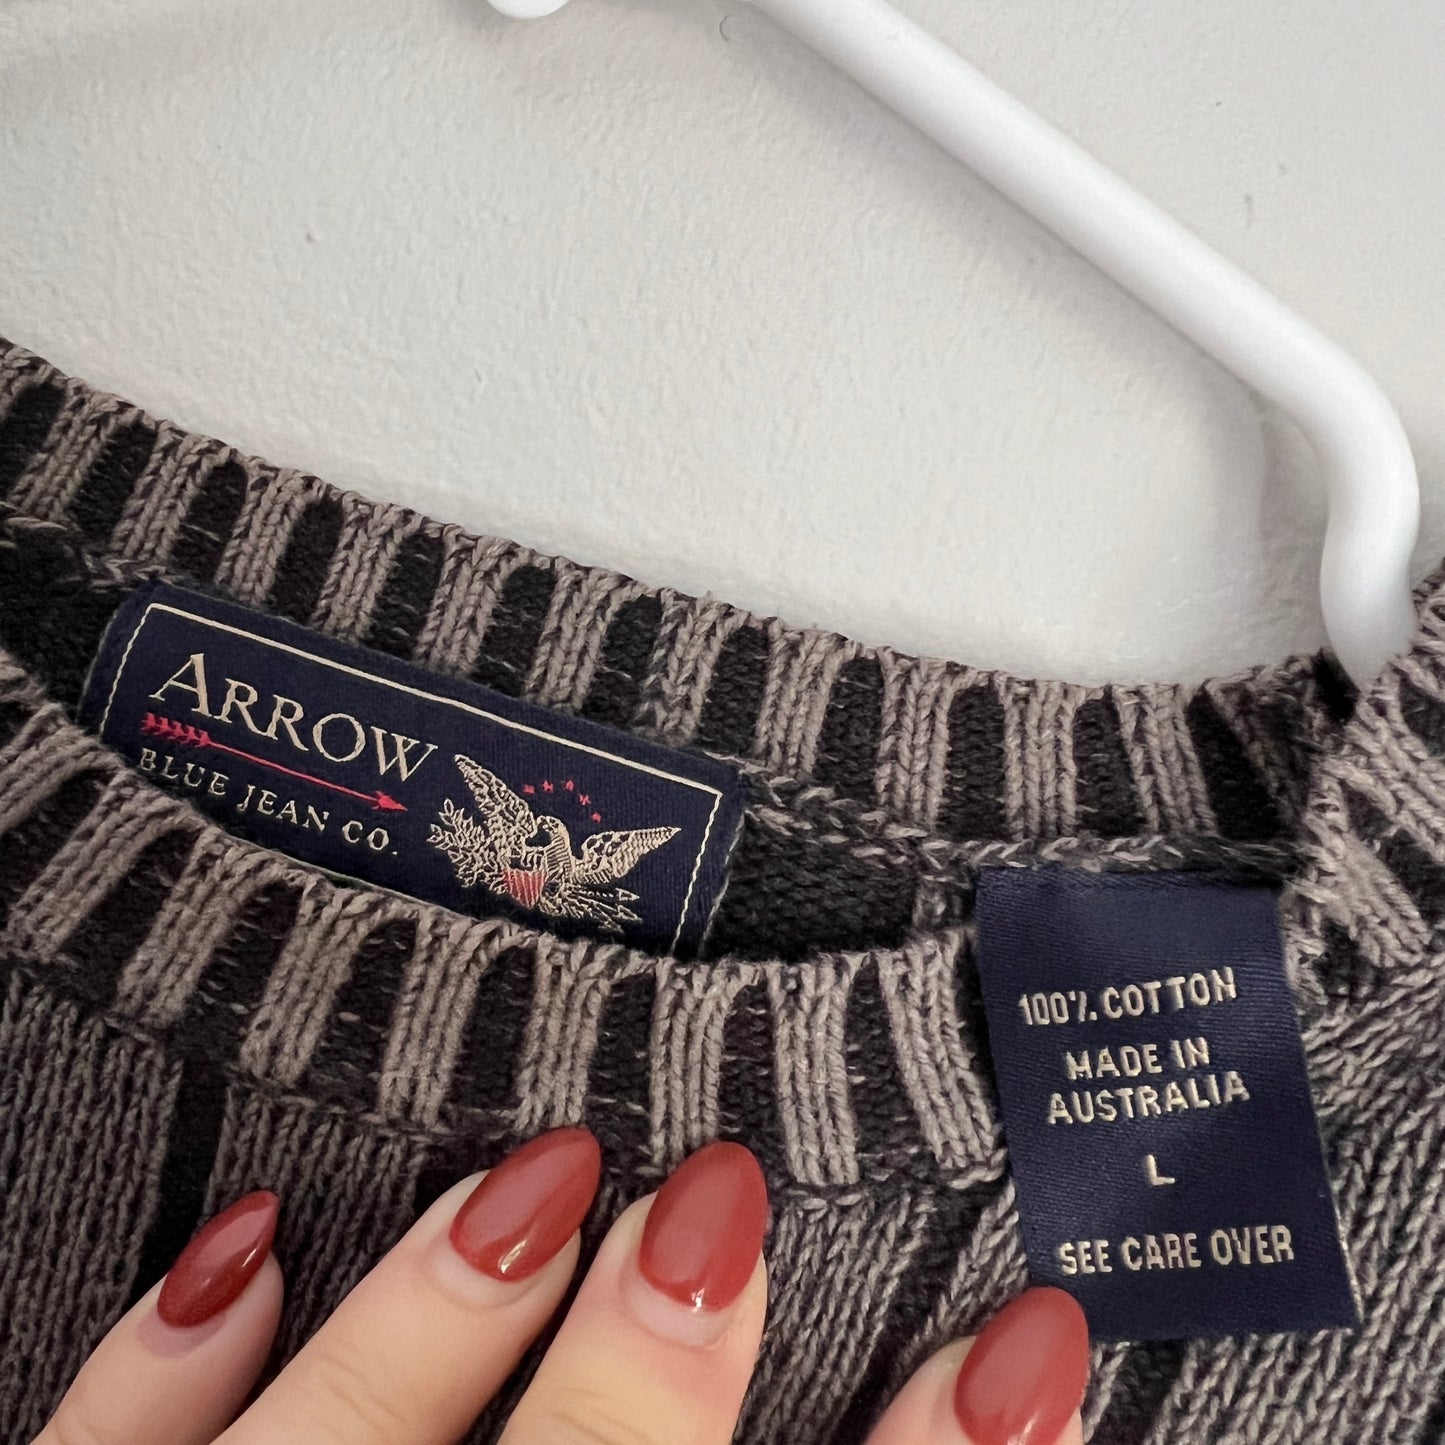 ARROW
BLUE JEAN CO.
100% COTTON
MADE IN
AUSTRALIA
L
SEE CARE OVER